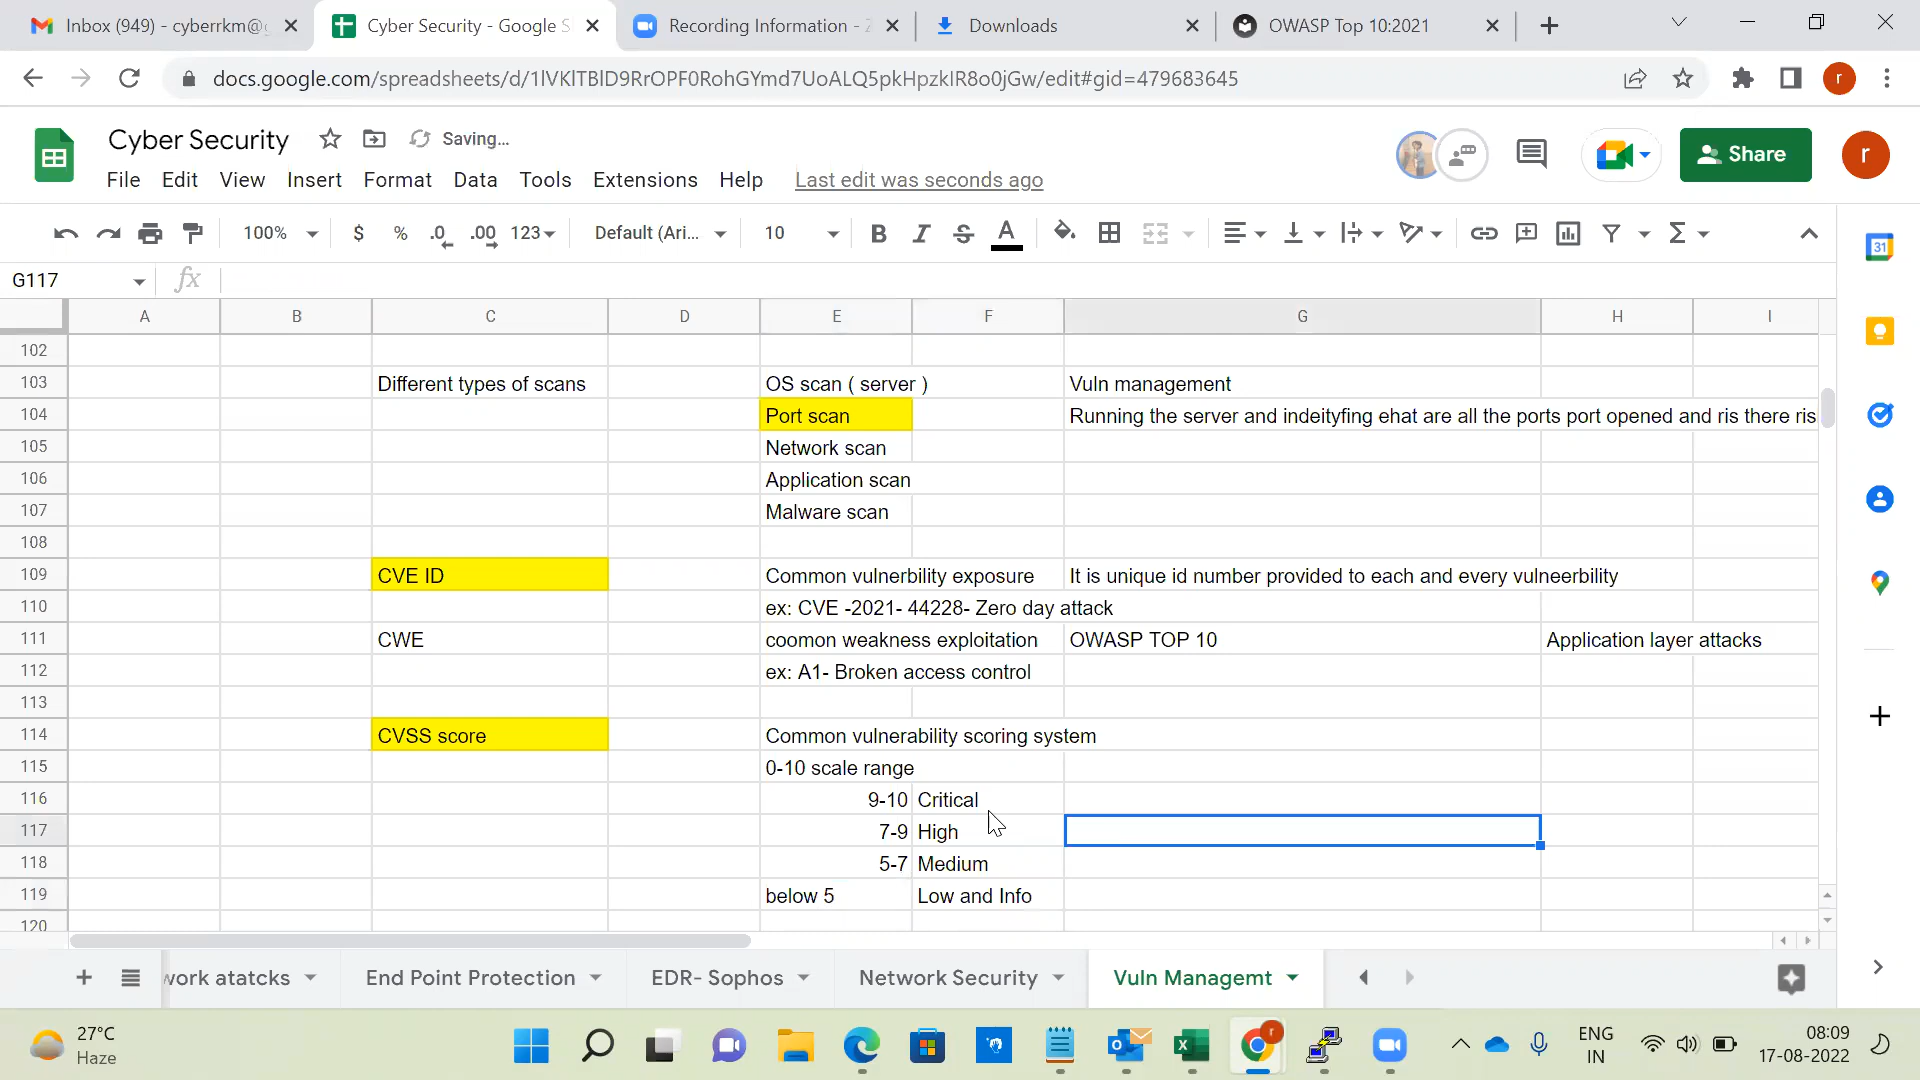 Inbox (949) - cyberrkm@
Cyber Security - Google S
Recording Information - Z
Downloads
OWASP Top 10:2021
docs.google.com/spreadsheets/d/1lVKlTBlD9RrOPF0RohGYmd7UoALQ5pkHpzkIR8o0jGw/edit#gid=479683645
r
Cyber Security
Saving...
Share
r
File Edit View Insert Format Data Tools Extensions Help Last edit was seconds ago
100% $ % .0 .00 123 Default (Ari... 10 B I S A
31
G117 fx
A B C D E F G H I
102
103 Different types of scans OS scan ( server ) Vuln management
104 Port scan Running the server and indeityfing ehat are all the ports port opened and ris there ris
105 Network scan
106 Application scan
107 Malware scan
108
109 CVE ID Common vulnerbility exposure It is unique id number provided to each and every vulneerbility
110 ex: CVE -2021- 44228- Zero day attack
111 CWE coomon weakness exploitation OWASP TOP 10 Application layer attacks
112 ex: A1- Broken access control
113
114 CVSS score Common vulnerability scoring system
115 0-10 scale range
116 9-10 Critical
117 7-9 High
118 5-7 Medium
119 below 5 Low and Info
120
work atatcks End Point Protection EDR- Sophos Network Security Vuln Managemt
27°C
Haze
ENG
IN
08:09
17-08-2022